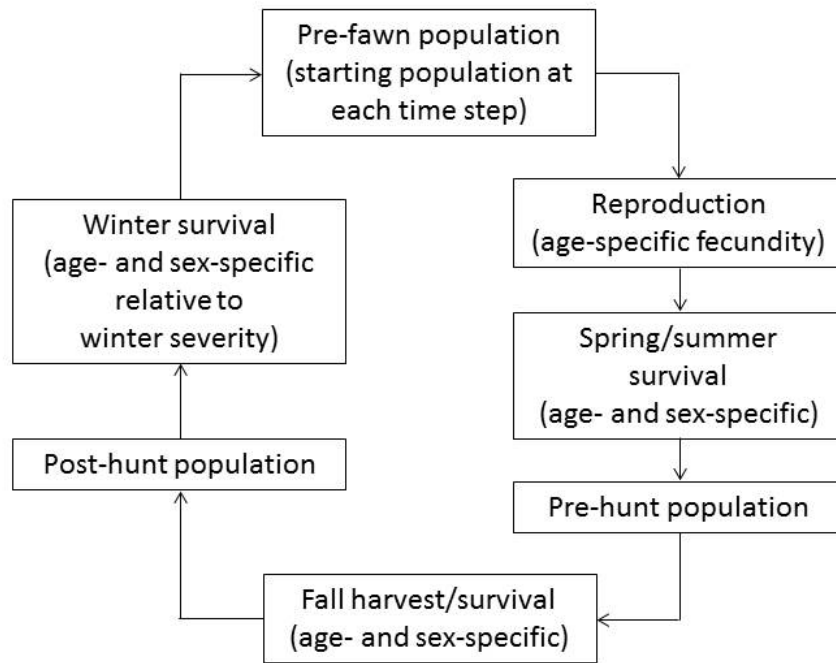 Pre-fawn population
(starting population at
each time step)
Reproduction
(age-specific fecundity)
Spring/summer
survival
(age- and sex-specific)
Pre-hunt population
Fall harvest/survival
(age- and sex-specific)
Post-hunt population
Winter survival
(age- and sex-specific
relative to
winter severity)